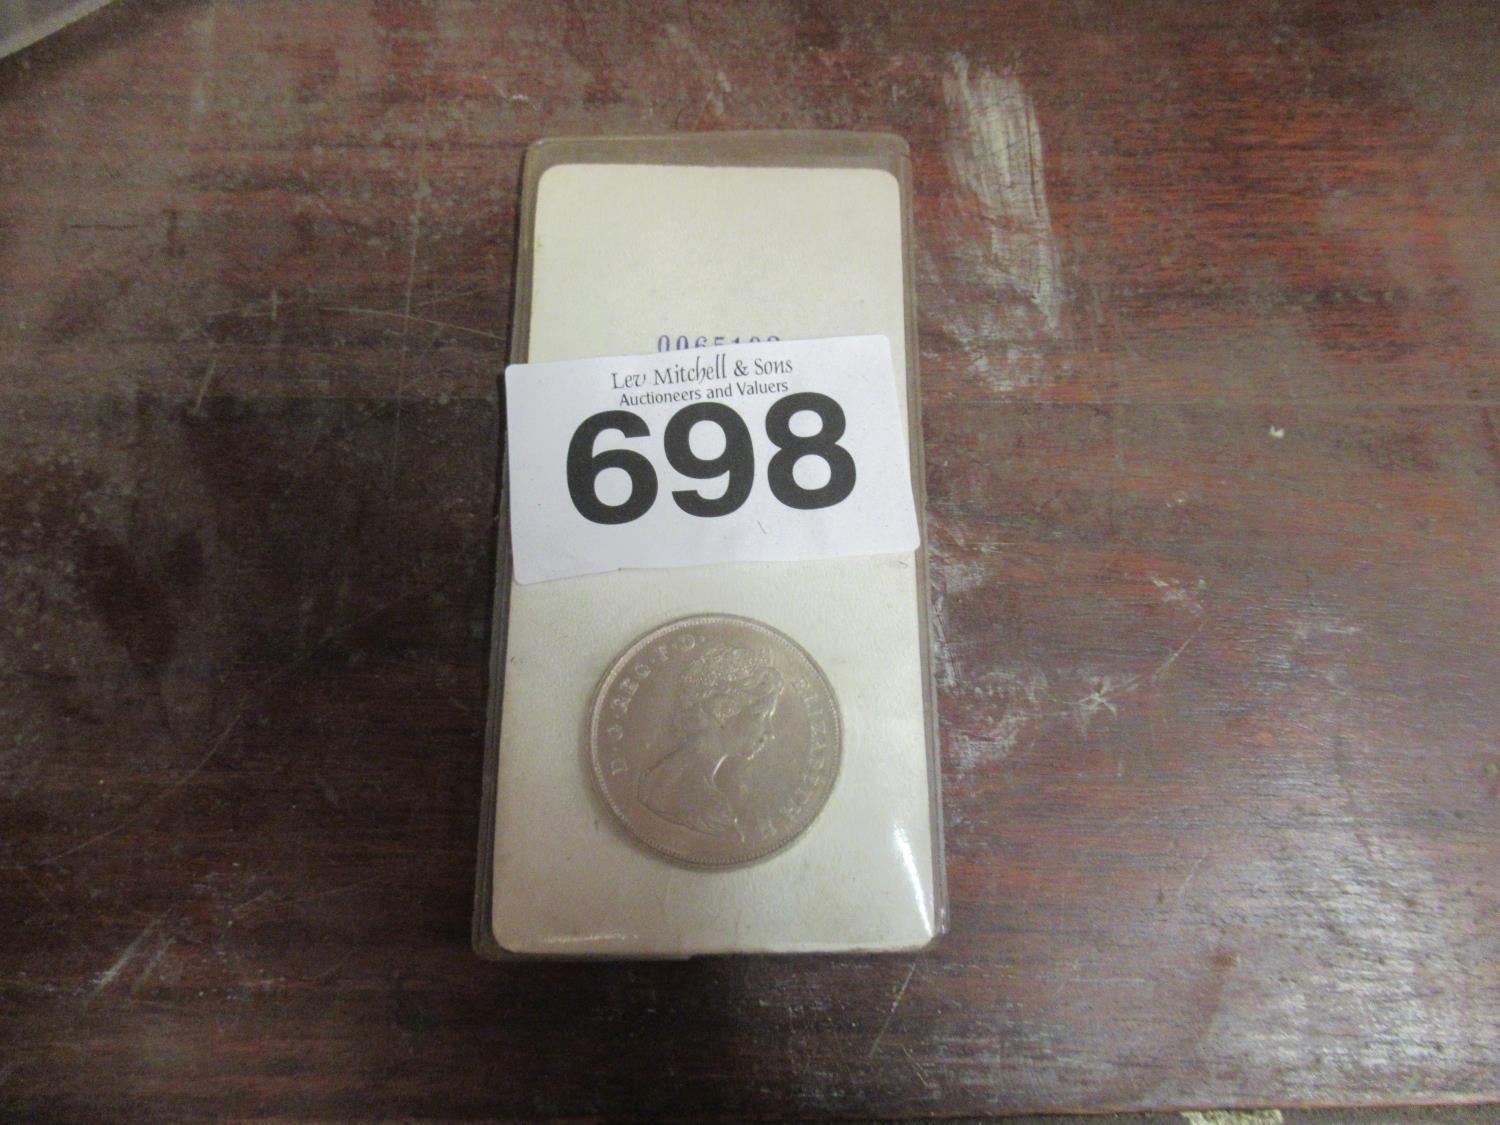 Lev Mitchell & Sons
Auctioneers and Valuers
698
D·G·REG·F·D· ELIZABETH II